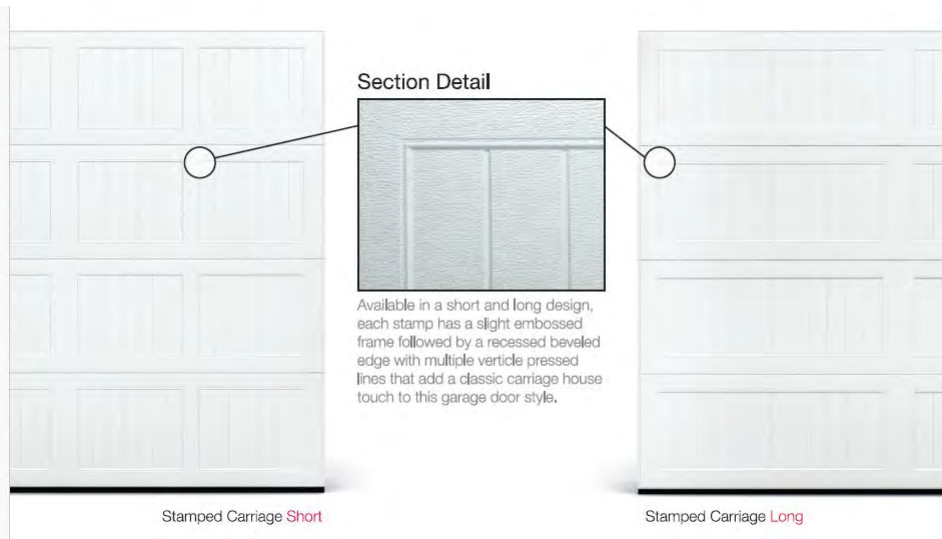 Section Detail
Available in a short and long design,
each stamp has a slight embossed
frame followed by a recessed beveled
edge with multiple verticle pressed
lines that add a classic carriage house
touch to this garage door style.
Stamped Carriage Short
Stamped Carriage Long